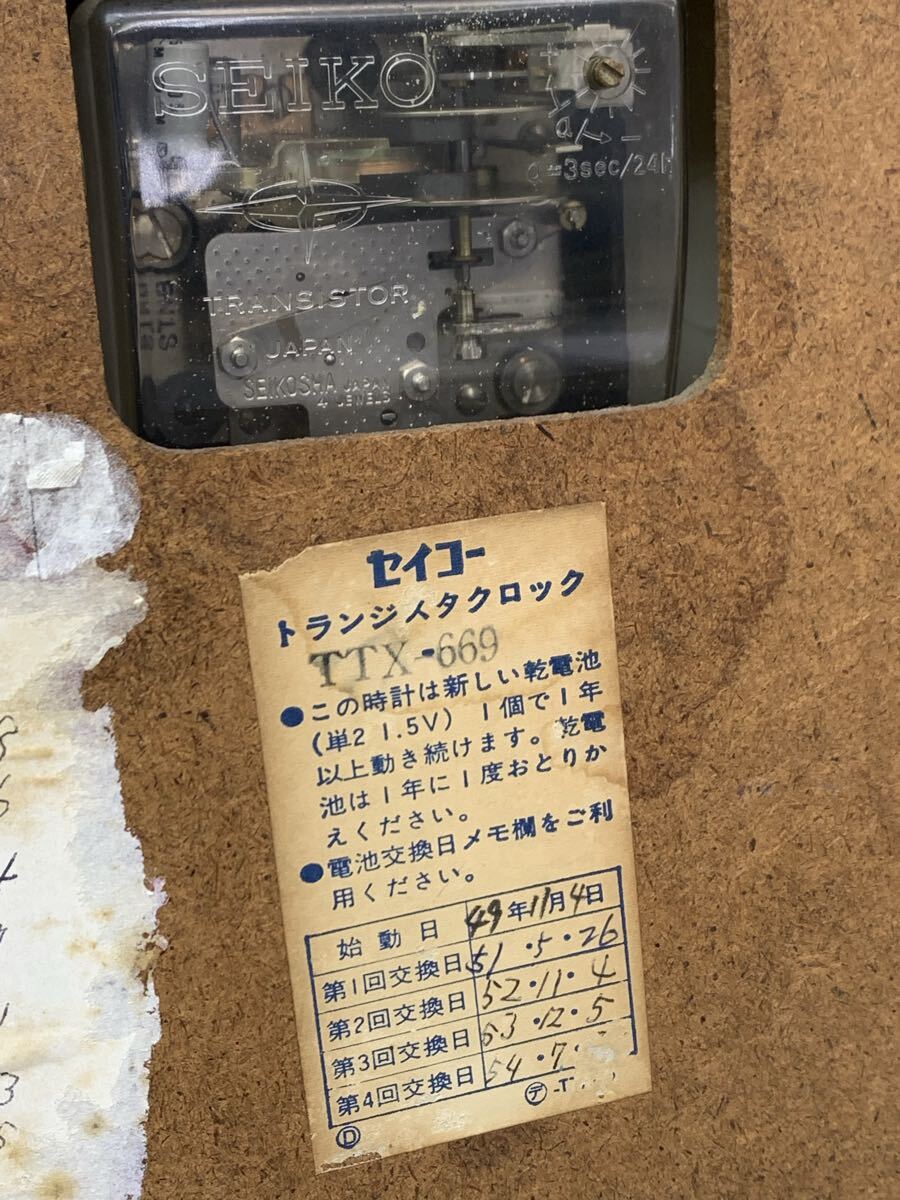 SEIKO
+
a
−
a=3sec/24h
TRANSISTOR
JAPAN
SEIKOSHA JAPAN
4 JEWELS
セイコー
トランジスタクロック
TTX-669
●この時計は新しい乾電池
(単2 1.5V) 1個で1年
以上動き続けます。乾電
池は1年に1度おとりか
えください。
●電池交換日メモ欄をご利
用ください。
始動日 49年11月4日
第1回交換日 51・5・26
第2回交換日 52・11・4
第3回交換日 53・12・5
第4回交換日 54・7・
Ⓓ
㋢
3